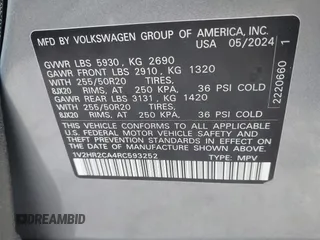 MFD BY VOLKSWAGEN GROUP OF AMERICA, INC.
USA 05/2024
GVWR LBS 5930, KG 2690
GAWR FRONT LBS 2910, KG 1320
WITH 255/50R20 TIRES,
8JX20 RIMS, AT 250 KPA, 36 PSI COLD
GAWR REAR LBS 3131, KG 1420
WITH 255/50R20 TIRES,
8JX20 RIMS, AT 250 KPA, 36 PSI COLD
THIS VEHICLE CONFORMS TO ALL APPLICABLE
FEDERAL MOTOR VEHICLE SAFETY AND
THEFT PREVENTION STANDARDS IN EFFECT ON
THE DATE OF MANUFACTURE SHOWN ABOVE.
1V2HR2CA4RC593252 TYPE: MPV
2220660 1
DREAMBID